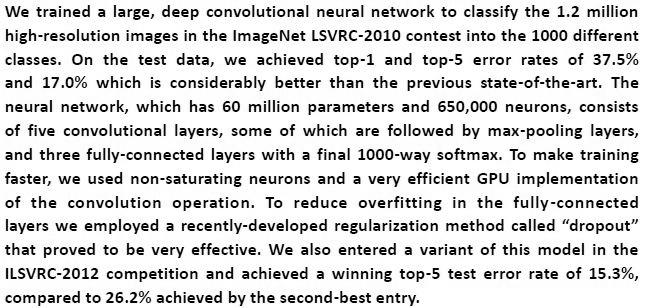 We trained a large, deep convolutional neural network to classify the 1.2 million
high-resolution images in the ImageNet LSVRC-2010 contest into the 1000 different
classes. On the test data, we achieved top-1 and top-5 error rates of 37.5%
and 17.0% which is considerably better than the previous state-of-the-art. The
neural network, which has 60 million parameters and 650,000 neurons, consists
of five convolutional layers, some of which are followed by max-pooling layers,
and three fully-connected layers with a final 1000-way softmax. To make training
faster, we used non-saturating neurons and a very efficient GPU implementation
of the convolution operation. To reduce overfitting in the fully-connected
layers we employed a recently-developed regularization method called “dropout”
that proved to be very effective. We also entered a variant of this model in the
ILSVRC-2012 competition and achieved a winning top-5 test error rate of 15.3%,
compared to 26.2% achieved by the second-best entry.